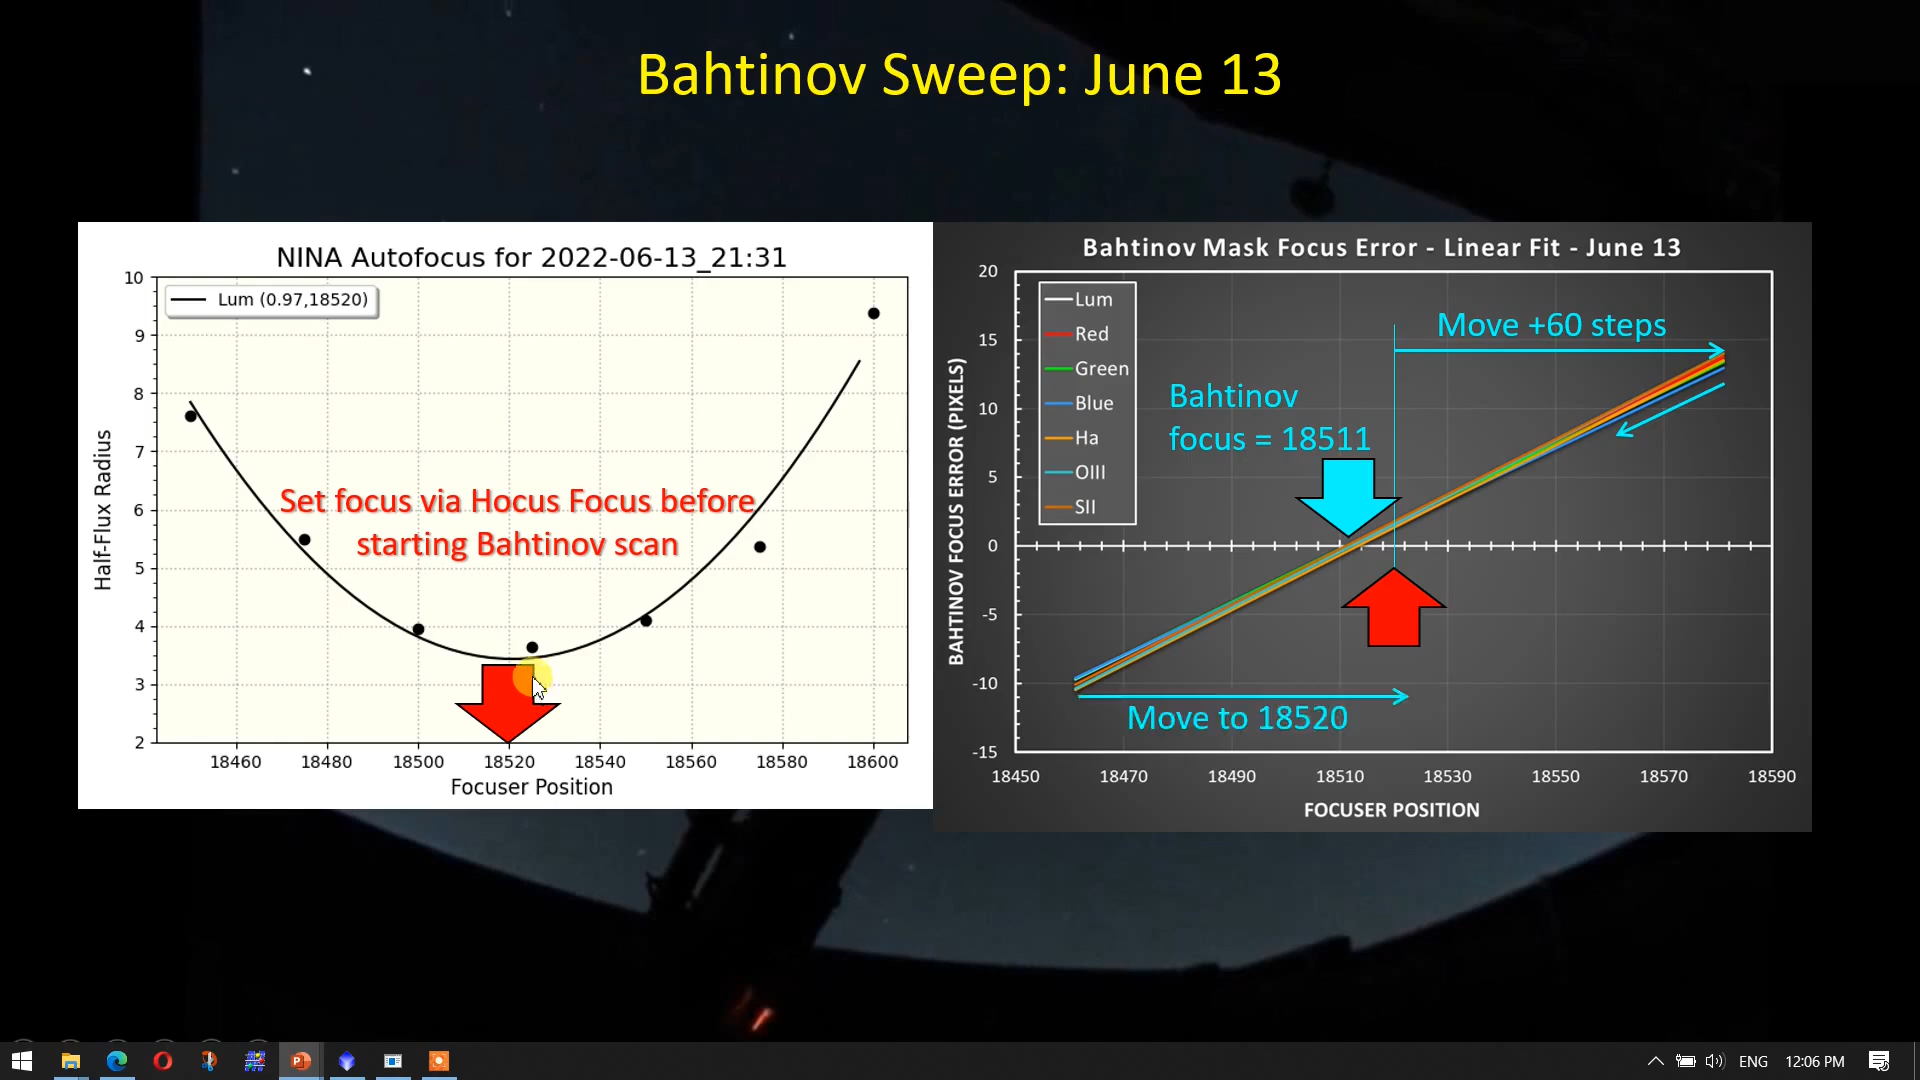 Bahtinov Sweep: June 13
NINA Autofocus for 2022-06-13_21:31
Lum (0.97,18520)
10
9
8
7
6
5
4
3
2
Half-Flux Radius
Set focus via Hocus Focus before
starting Bahtinov scan
18460 18480 18500 18520 18540 18560 18580 18600
Focuser Position
Bahtinov Mask Focus Error - Linear Fit - June 13
20
15
10
5
0
-5
-10
-15
BAHTINOV FOCUS ERROR (PIXELS)
Lum
Red
Green
Blue
Ha
OIII
SII
Move +60 steps
Bahtinov
focus = 18511
Move to 18520
18450 18470 18490 18510 18530 18550 18570 18590
FOCUSER POSITION
P
ENG 12:06 PM